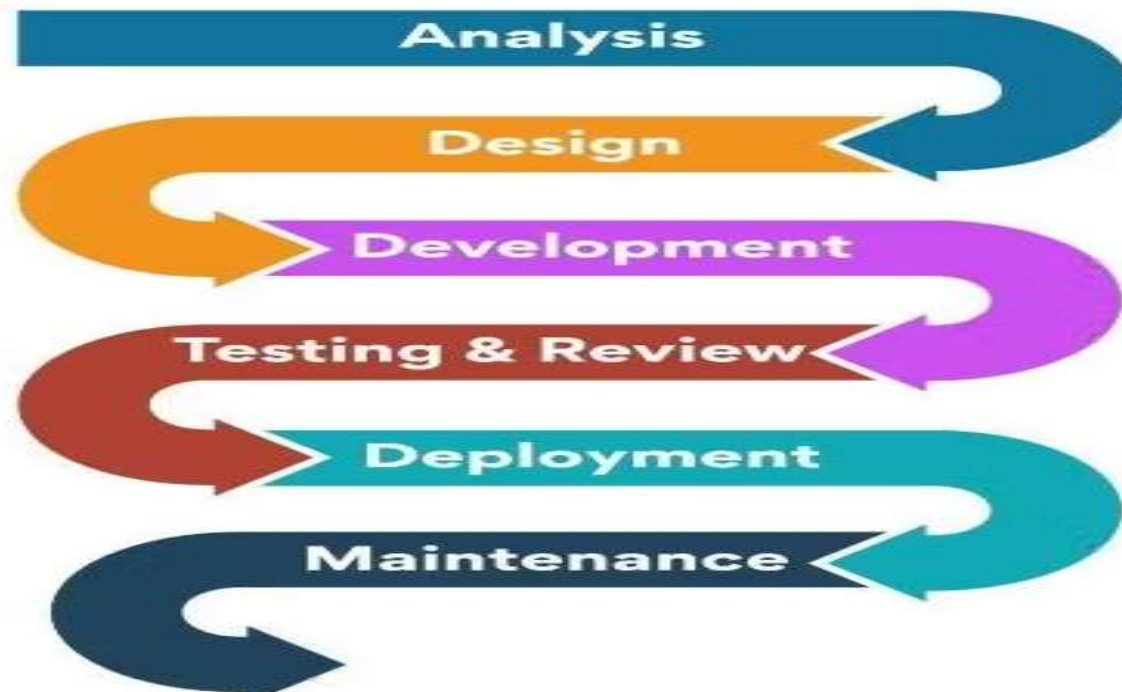 Analysis
Design
Development
Testing & Review
Deployment
Maintenance